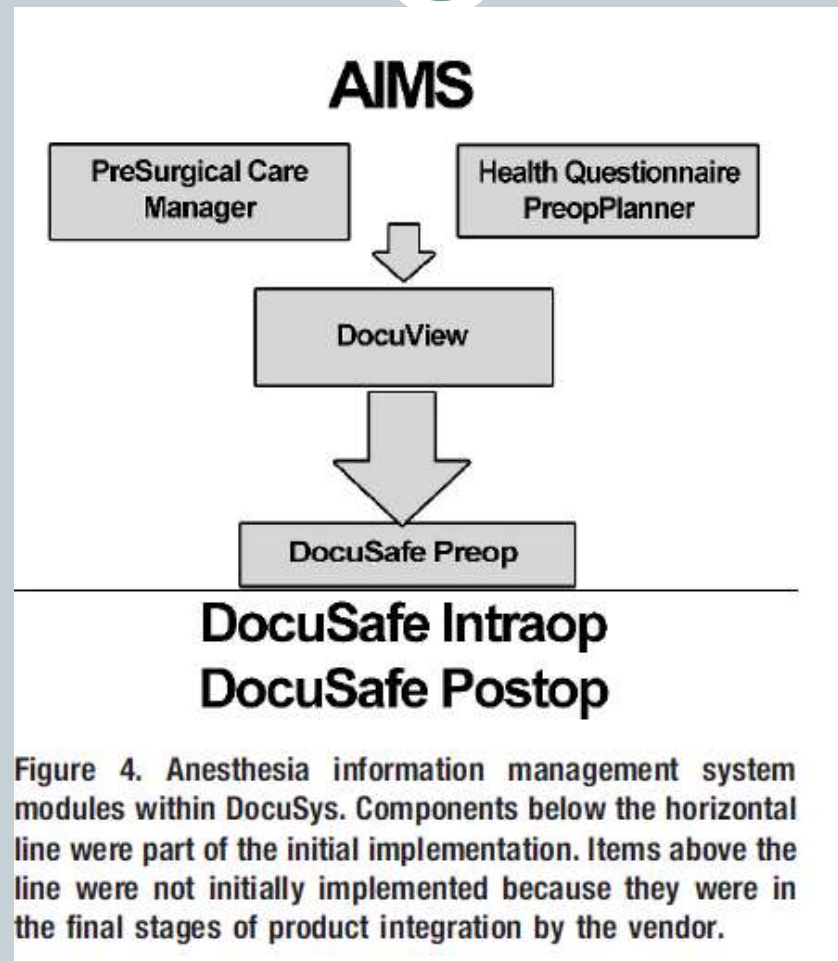 AIMS
PreSurgical Care
Manager
Health Questionnaire
PreopPlanner
DocuView
DocuSafe Preop
DocuSafe Intraop
DocuSafe Postop
Figure 4. Anesthesia information management system
modules within DocuSys. Components below the horizontal
line were part of the initial implementation. Items above the
line were not initially implemented because they were in
the final stages of product integration by the vendor.